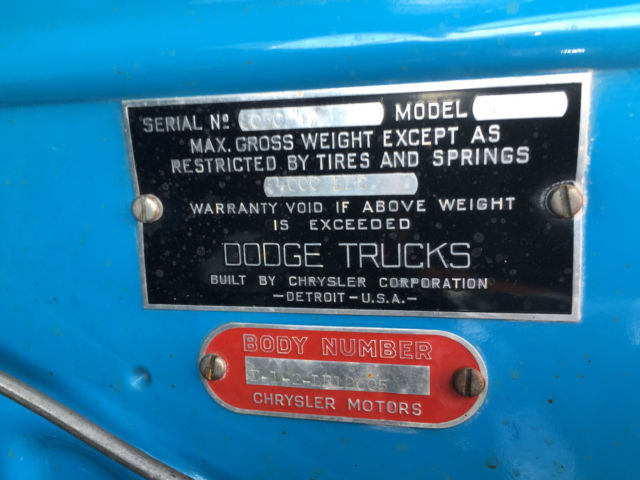 SERIAL Nº. MODEL
MAX. GROSS WEIGHT EXCEPT AS
RESTRICTED BY TIRES AND SPRINGS
WARRANTY VOID IF ABOVE WEIGHT
IS EXCEEDED
DODGE TRUCKS
BUILT BY CHRYSLER CORPORATION
– DETROIT – U.S.A. –
BODY NUMBER
CHRYSLER MOTORS